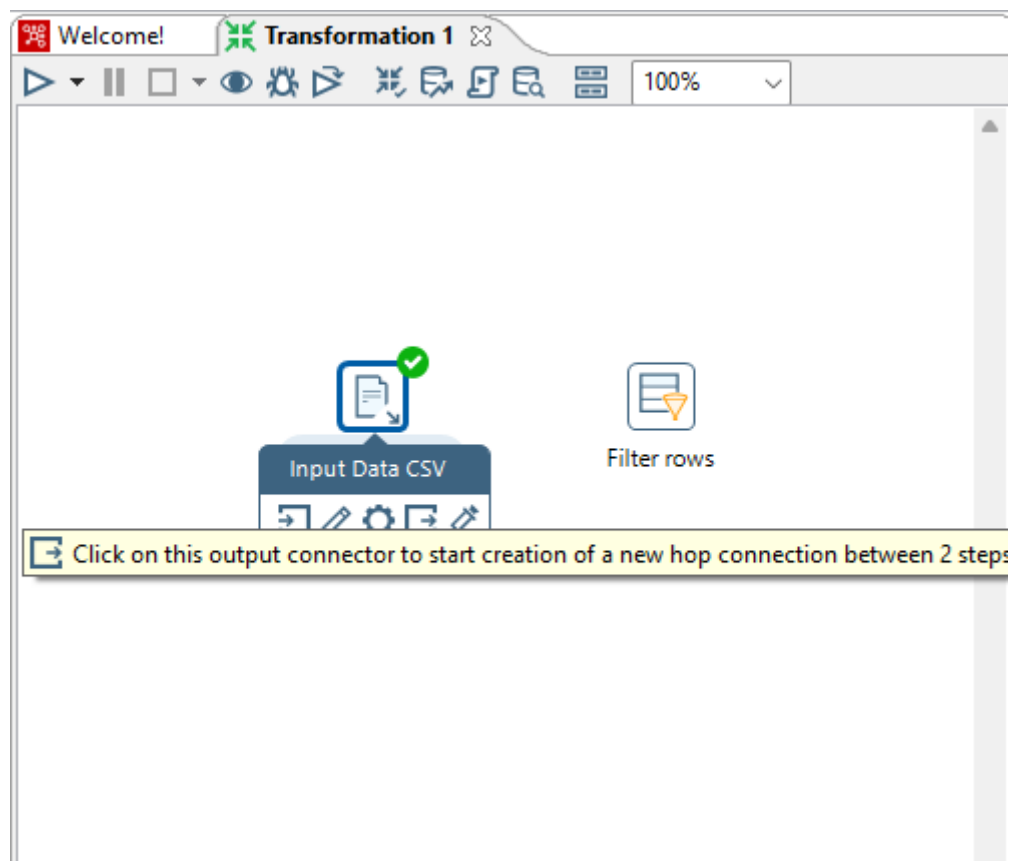 Welcome!
Transformation 1
100%
Input Data CSV
Filter rows
Click on this output connector to start creation of a new hop connection between 2 steps